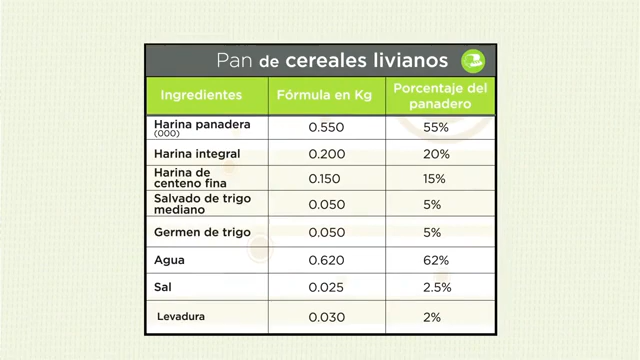 Pan de cereales livianos
Ingredientes Fórmula en Kg Porcentaje del panadero
Harina panadera (000) 0.550 55%
Harina integral 0.200 20%
Harina de centeno fina 0.150 15%
Salvado de trigo mediano 0.050 5%
Germen de trigo 0.050 5%
Agua 0.620 62%
Sal 0.025 2.5%
Levadura 0.030 2%